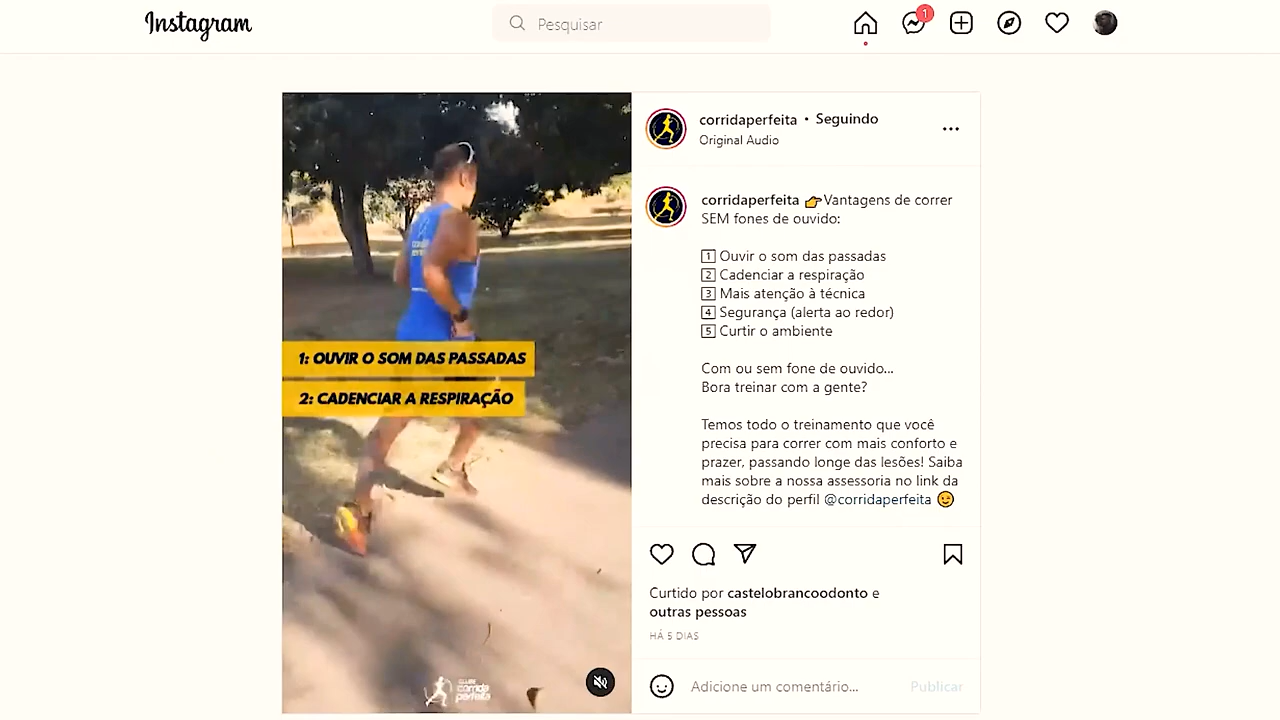 Instagram
Pesquisar
1
1: OUVIR O SOM DAS PASSADAS
2: CADENCIAR A RESPIRAÇÃO
CLUBE
corrida
perfeita
corridaperfeita • Seguindo
Original Audio
corridaperfeita 👉Vantagens de correr
SEM fones de ouvido:
1️⃣ Ouvir o som das passadas
2️⃣ Cadenciar a respiração
3️⃣ Mais atenção à técnica
4️⃣ Segurança (alerta ao redor)
5️⃣ Curtir o ambiente
Com ou sem fone de ouvido...
Bora treinar com a gente?
Temos todo o treinamento que você
precisa para correr com mais conforto e
prazer, passando longe das lesões! Saiba
mais sobre a nossa assessoria no link da
descrição do perfil @corridaperfeita 😉
Curtido por castelobrancoodonto e
outras pessoas
HÁ 5 DIAS
Adicione um comentário... Publicar